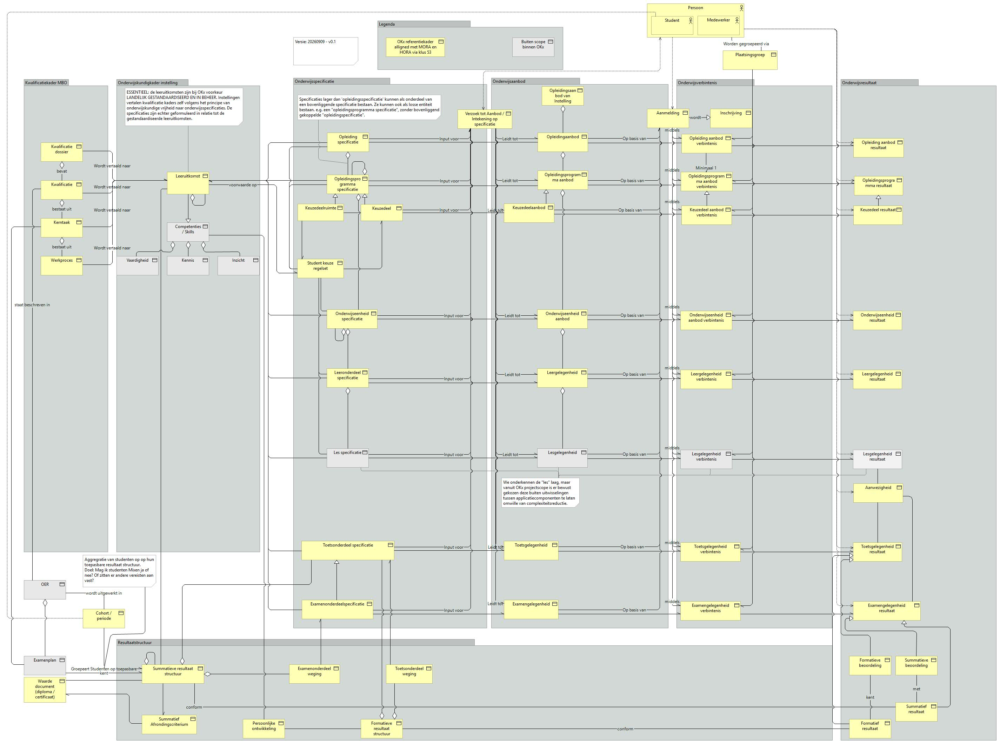 Persoon
Student
Medewerker
Legenda
OKx referentiekader
alligned met MORA en
HORA via klus 53
Buiten scope
binnen OKx
Versie: 20260909 - v0.1
Worden gegroepeerd via
Plaatsingsgroep
Kwalificatiekader MBO
Onderwijskundigkader instelling
Onderwijsspecificatie
Onderwijsaanbod
Onderwijsverbintenis
Onderwijsresultaat
ESSENTIEEL: de leeruitkomsten zijn bij OKx voorkeur
LANDELIJK GESTANDAARDISEERD EN IN BEHEER. Instellingen
vertalen kwalificatie kaders zelf volgens het principe van
onderwijskundige vrijheid naar onderwijsspecificaties. De
specificaties zijn echter geformuleerd in relatie tot de
gestandaardiseerde leeruitkomsten.
Specificaties lager dan 'opleidingsspecificatie' kunnen als onderdeel van
een bovenliggende specificatie bestaan. Ze kunnen ook als losse entiteit
bestaan. e.g. een "opleidingsprogramma specificatie", zonder bovenliggend
gekoppelde "opleidingspecificatie".
Opleidingsaan
bod van
Instelling
Verzoek tot Aanbod /
Intekening op
specificatie
Aanmelding
wordt
Inschrijving
middels
Opleiding
specificatie
Input voor
Leidt tot
Opleidingaanbod
Op basis van
Opleiding aanbod
verbintenis
Opleiding aanbod
resultaat
Kwalificatie
dossier
bevat
Wordt vertaald naar
Minimaal 1
middels
Kwalificatie
Wordt vertaald naar
Leeruitkomst
voorwaarde op
Opleidingspro
gramma
specificatie
Input voor
Leidt tot
Opleidingsprogram
ma aanbod
Op basis van
Opleidingsprogram
ma aanbod
verbintenis
Opleidingsprogra
mma resultaat
bestaat uit
Wordt vertaald naar
Keuzedeelruimte
Keuzedeel
Input voor
Leidt tot
Keuzedeelaanbod
Op basis van
middels
Keuzedeel aanbod
verbintenis
Keuzedeel resultaat
Kerntaak
Competenties
/ Skills
bestaat uit
Wordt vertaald naar
Werkproces
Vaardigheid
Kennis
Inzicht
Student keuze
regelset
staat beschreven in
middels
Onderwijseenheid
specificatie
Input voor
Leidt tot
Onderwijseenheid
aanbod
Op basis van
Onderwijseenheid
aanbod verbintenis
Onderwijseenheid
resultaat
middels
Leeronderdeel
specificatie
Input voor
Leidt tot
Leergelegenheid
Op basis van
Leergelegenheid
verbintenis
Leergelegenheid
resultaat
middels
Les specificatie
Input voor
Leidt tot
Lesgelegenheid
Op basis van
Lesgelegenheid
verbintenis
Lesgelegenheid
resultaat
We onderkennen de "les" laag, maar
vanuit OKx projectscope is er bewust
gekozen deze buiten uitwisselingen
tussen applicatiecomponenten te laten
omwille van complexiteitsreductie.
Aanwezigheid
Toetsonderdeel specificatie
Input voor
Leidt tot
Toetsgelegenheid
Op basis van
middels
Toetsgelegenheid
verbintenis
Toetsgelegenheid
resultaat
Aggregratie van studenten op op hun
toepasbare resultaat structuur.
Doel: Mag ik studenten Mixen ja of
nee? Of zitten er andere vereisten aan
vast?
OER
wordt uitgewerkt in
Cohort /
periode
Examenonderdeelspecificatie
Input voor
Leidt tot
Examengelegenheid
Op basis van
middels
Examengelegenheid
verbintenis
Examengelegenheid
resultaat
Resultaatstructuur
Examenplan
Groepeert Studenten op toepasbare
kent
Summatieve resultaat
structuur
Examenonderdeel
weging
Toetsonderdeel
weging
Formatieve
beoordeling
Summatieve
beoordeling
Waarde
document
(diploma /
certificaat)
met
kent
conform
Summatief
Afrondingscriterium
Persoonlijke
ontwikkeling
Formatieve
resultaat
structuur
conform
Summatief
resultaat
Formatief
resultaat